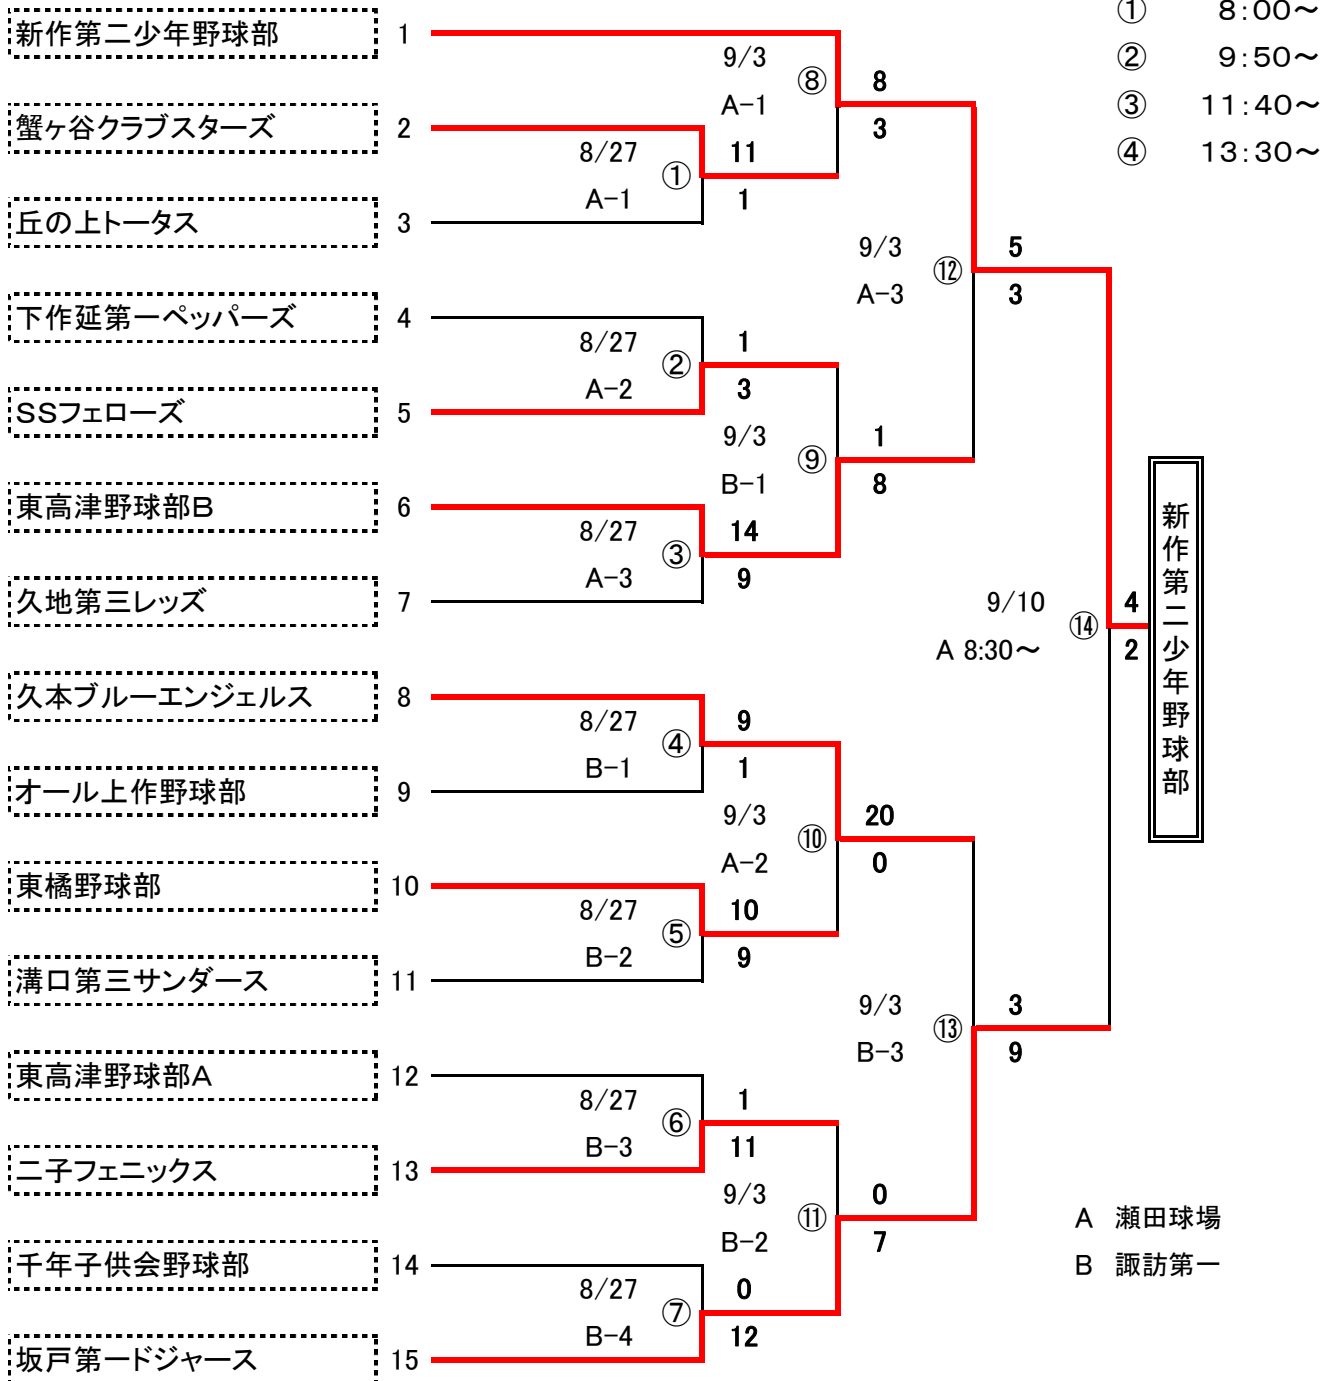 ① 8:00～
新作第二少年野球部 1
9/3
⑧ 8
② 9:50～
A-1
③ 11:40～
蟹ヶ谷クラブスターズ 2
3
8/27
① 11
④ 13:30～
A-1
1
丘の上トータス 3
9/3
⑫ 5
A-3
3
下作延第一ペッパーズ 4
8/27
② 1
A-2
3
SSフェローズ 5
9/3
⑨ 1
B-1
8
東高津野球部B 6
8/27
③ 14
A-3
9
久地第三レッズ 7
9/10
⑭ 4
A 8:30～
2
新作第二少年野球部
久本ブルーエンジェルス 8
8/27
④ 9
B-1
1
オール上作野球部 9
9/3
⑩ 20
A-2
0
東橘野球部 10
8/27
⑤ 10
B-2
9
溝口第三サンダース 11
9/3
⑬ 3
B-3
9
東高津野球部A 12
8/27
⑥ 1
B-3
11
二子フェニックス 13
9/3
⑪ 0
B-2
7
A 瀬田球場
B 諏訪第一
千年子供会野球部 14
8/27
⑦ 0
B-4
12
坂戸第一ドジャース 15